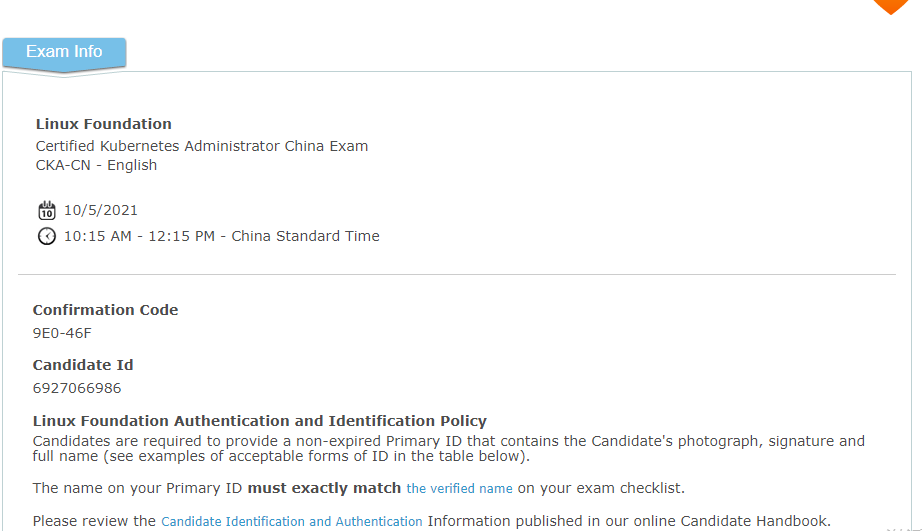 Exam Info
Linux Foundation
Certified Kubernetes Administrator China Exam
CKA-CN - English
10
10/5/2021
10:15 AM - 12:15 PM - China Standard Time
Confirmation Code
9E0-46F
Candidate Id
6927066986
Linux Foundation Authentication and Identification Policy
Candidates are required to provide a non-expired Primary ID that contains the Candidate's photograph, signature and
full name (see examples of acceptable forms of ID in the table below).
The name on your Primary ID must exactly match the verified name on your exam checklist.
Please review the Candidate Identification and Authentication Information published in our online Candidate Handbook.